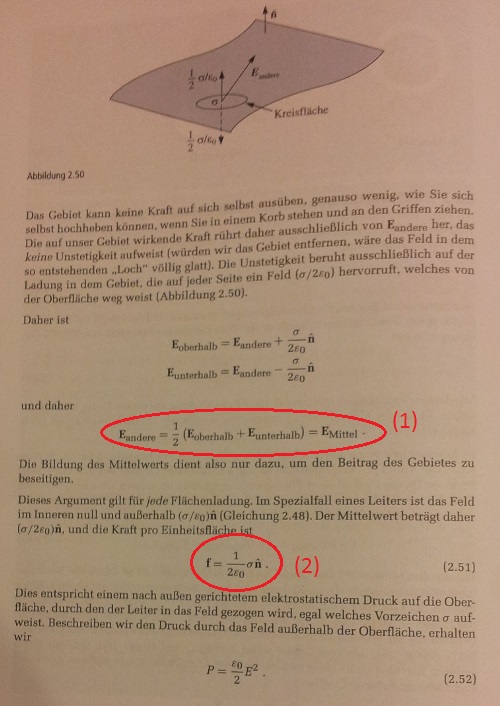 n̂
½ σ/ε₀
E_andere
σ
Kreisfläche
½ σ/ε₀
Abbildung 2.50
Das Gebiet kann keine Kraft auf sich selbst ausüben, genauso wenig, wie Sie sich
selbst hochheben können, wenn Sie in einem Korb stehen und an den Griffen ziehen.
Die auf unser Gebiet wirkende Kraft rührt daher ausschließlich von E_andere her, das
keine Unstetigkeit aufweist (würden wir das Gebiet entfernen, wäre das Feld in dem
so entstehenden „Loch“ völlig glatt). Die Unstetigkeit beruht ausschließlich auf der
Ladung in dem Gebiet, die auf jeder Seite ein Feld (σ/2ε₀) hervorruft, welches von
der Oberfläche weg weist (Abbildung 2.50).
Daher ist
E_oberhalb = E_andere + σ/2ε₀ n̂
E_unterhalb = E_andere − σ/2ε₀ n̂
und daher
E_andere = ½ (E_oberhalb + E_unterhalb) = E_Mittel . (1)
Die Bildung des Mittelwerts dient also nur dazu, um den Beitrag des Gebietes zu
beseitigen.
Dieses Argument gilt für jede Flächenladung. Im Spezialfall eines Leiters ist das Feld
im Inneren null und außerhalb (σ/ε₀)n̂ (Gleichung 2.48). Der Mittelwert beträgt daher
(σ/2ε₀)n̂, und die Kraft pro Einheitsfläche ist
f = 1/2ε₀ σn̂ . (2) (2.51)
Dies entspricht einem nach außen gerichtetem elektrostatischem Druck auf die Ober-
fläche, durch den der Leiter in das Feld gezogen wird, egal welches Vorzeichen σ auf-
weist. Beschreiben wir den Druck durch das Feld außerhalb der Oberfläche, erhalten
wir
P = ε₀/2 E² . (2.52)